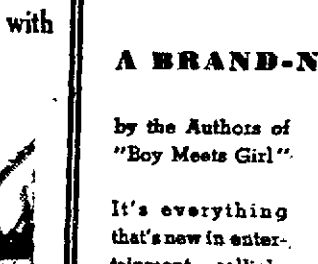 with
A BRAND-N
by the Authors of
"Boy Meets Girl".
It's everything
that's new in enter-